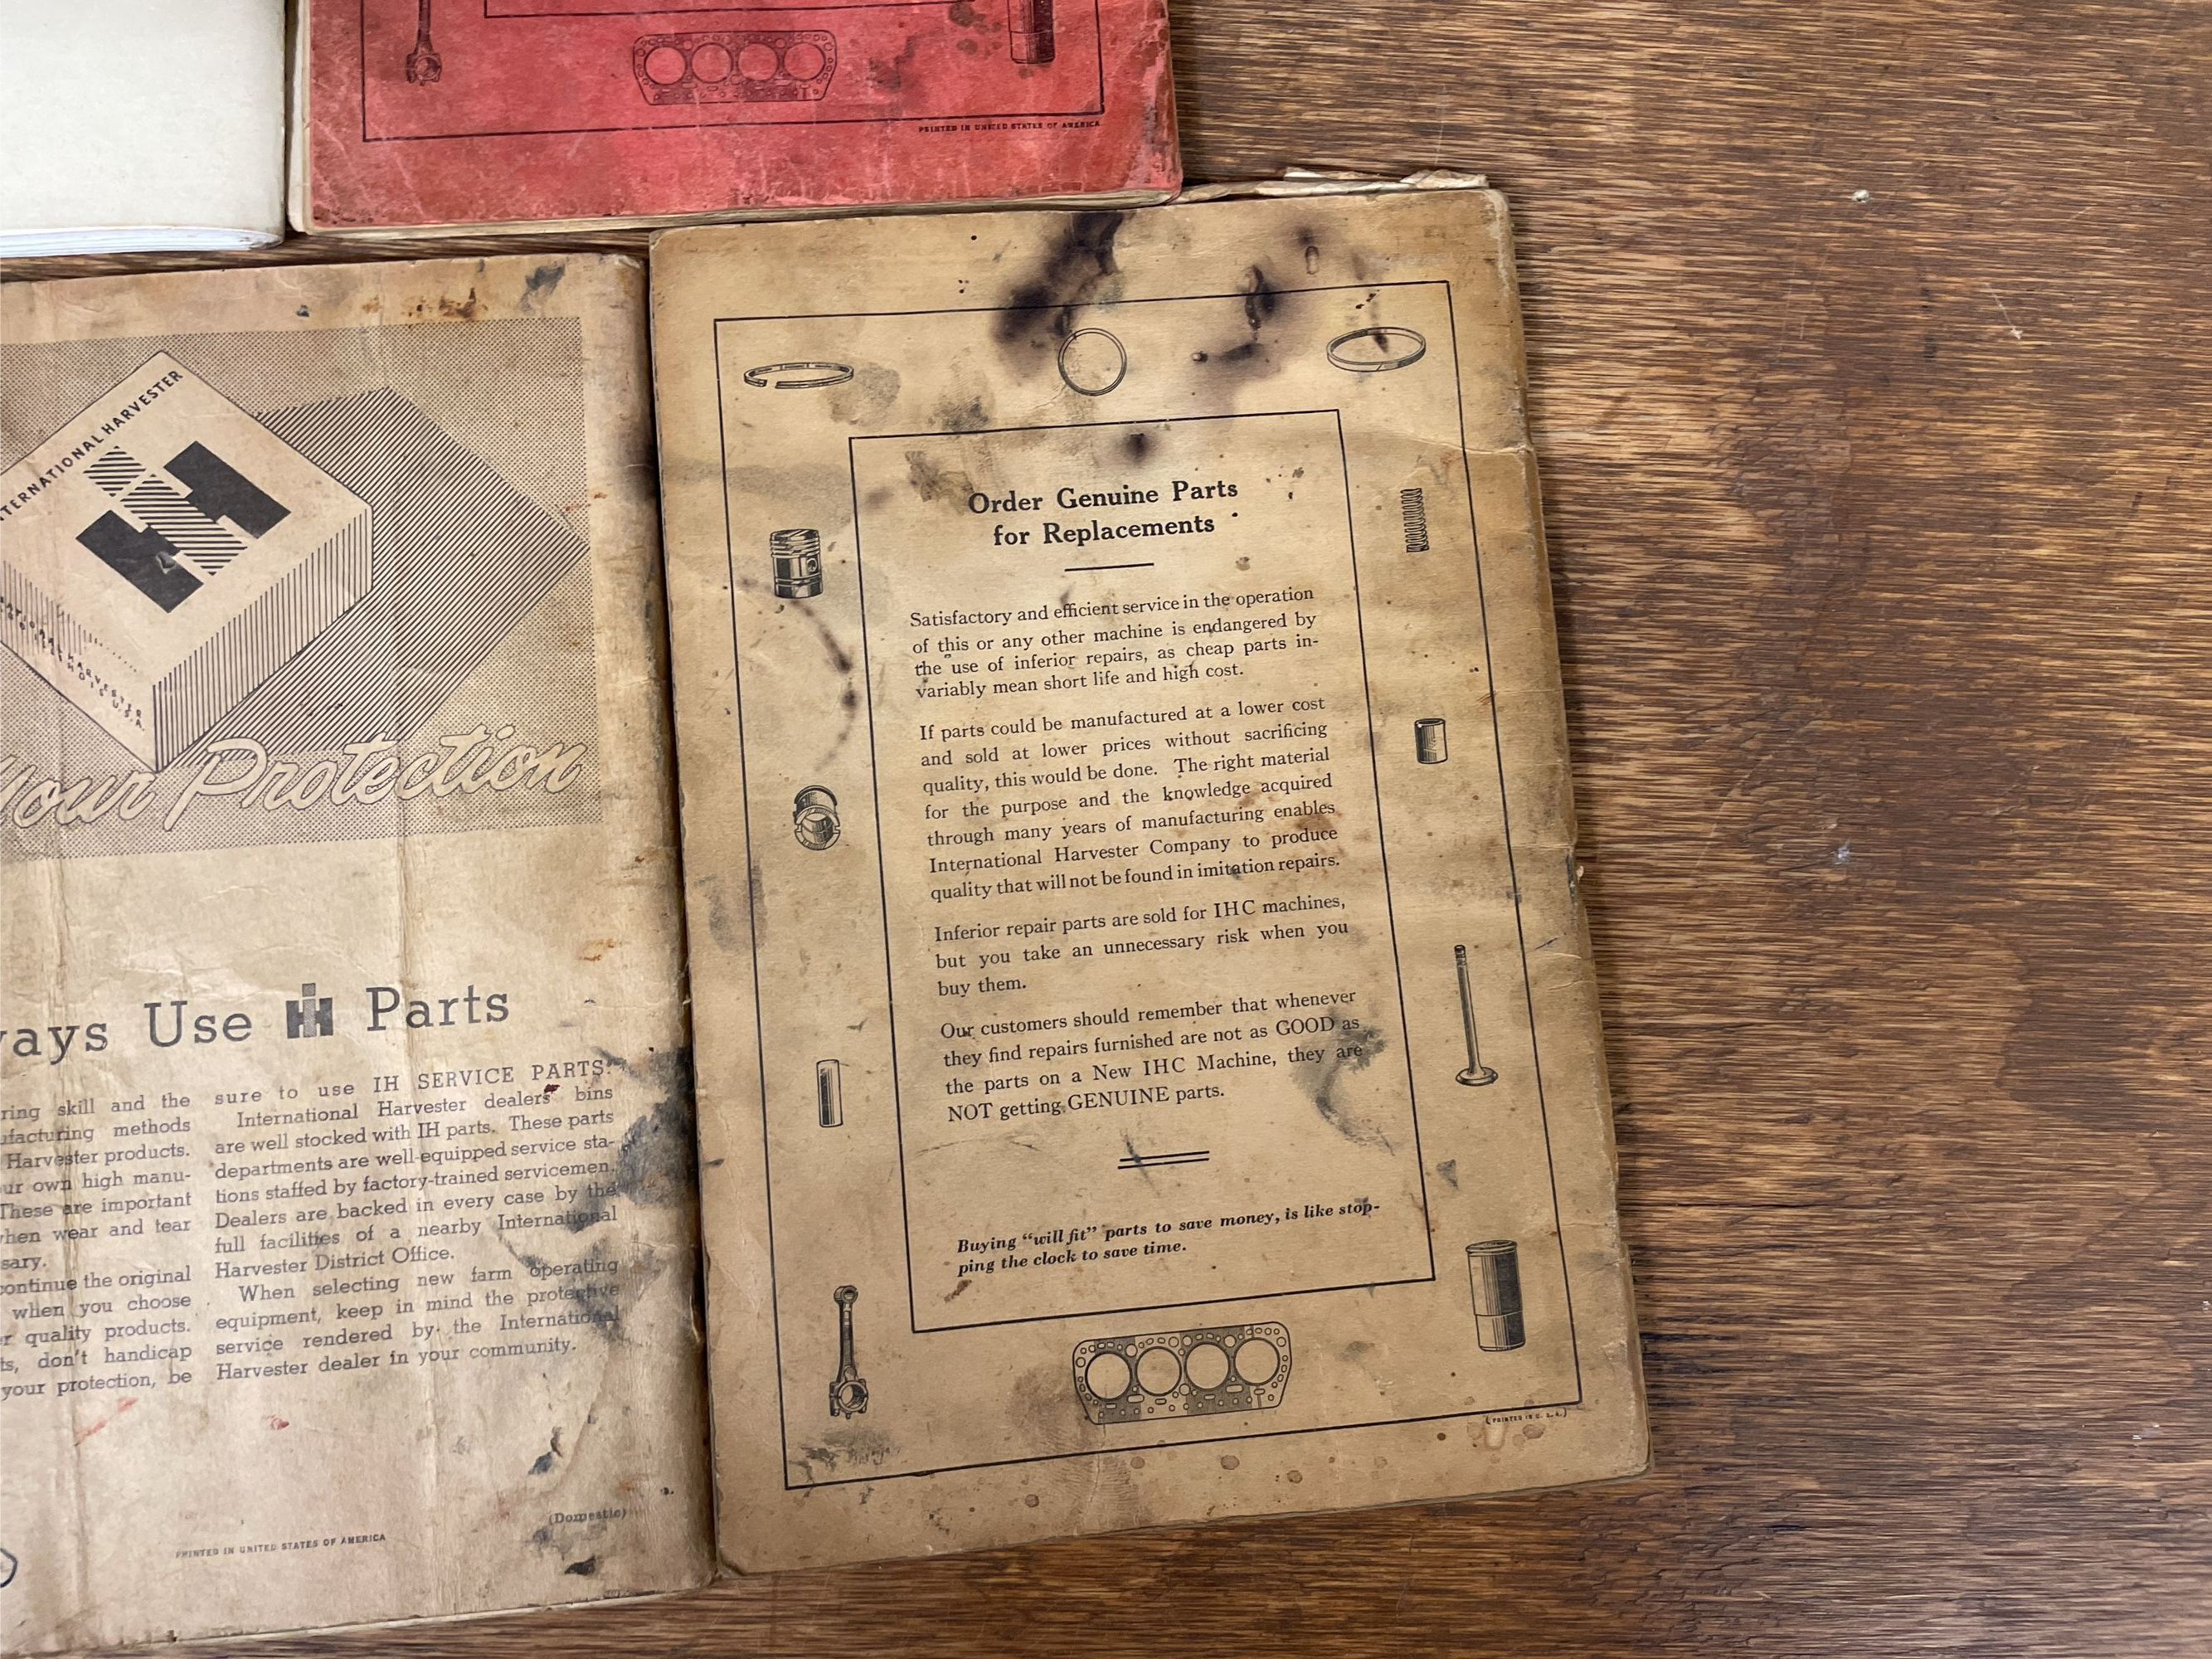 PRINTED IN UNITED STATES OF AMERICA
INTERNATIONAL HARVESTER
HARVESTER
U.S.A.
Your Protection
ways Use IH Parts
ring skill and the
ufacturing methods
Harvester products.
ur own high manu-
These are important
when wear and tear
sary.
continue the original
when you choose
r quality products.
ts, don't handicap
your protection, be
sure to use IH SERVICE PARTS.
International Harvester dealers' bins
are well stocked with IH parts. These parts
departments are well equipped service sta-
tions staffed by factory-trained servicemen.
Dealers are backed in every case by the
full facilities of a nearby International
Harvester District Office.
When selecting new farm operating
equipment, keep in mind the protective
service rendered by the International
Harvester dealer in your community.
(Domestic)
PRINTED IN UNITED STATES OF AMERICA
Order Genuine Parts
for Replacements
Satisfactory and efficient service in the operation
of this or any other machine is endangered by
the use of inferior repairs, as cheap parts in-
variably mean short life and high cost.
If parts could be manufactured at a lower cost
and sold at lower prices without sacrificing
quality, this would be done. The right material
for the purpose and the knowledge acquired
through many years of manufacturing enables
International Harvester Company to produce
quality that will not be found in imitation repairs.
Inferior repair parts are sold for IHC machines,
but you take an unnecessary risk when you
buy them.
Our customers should remember that whenever
they find repairs furnished are not as GOOD as
the parts on a New IHC Machine, they are
NOT getting GENUINE parts.
Buying "will fit" parts to save money, is like stop-
ping the clock to save time.
(PRINTED IN U. S. A.)